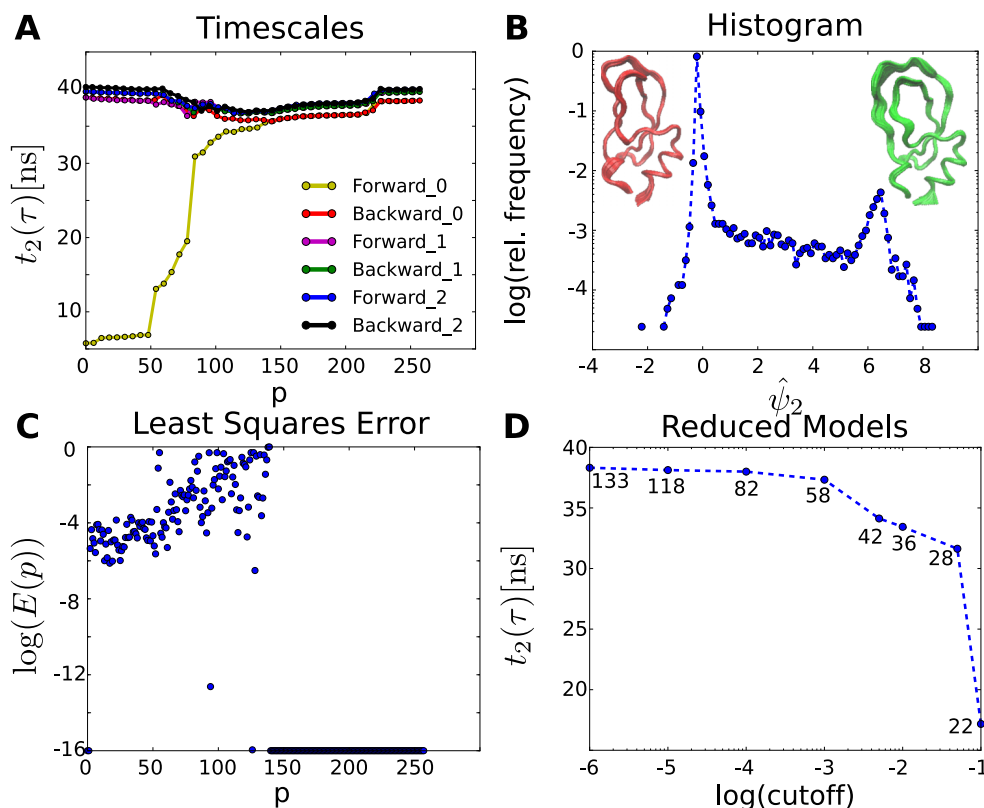 A
Timescales
40
30
20
10
t₂(τ)[ns]
0
50
100
150
200
250
p
Forward_0
Backward_0
Forward_1
Backward_1
Forward_2
Backward_2
B
Histogram
0
-1
-2
-3
-4
log(rel. frequency)
-4
-2
0
2
4
6
8
ψ̂₂
C
Least Squares Error
0
-4
-8
-12
-16
log(E(p))
0
50
100
150
200
250
p
D
Reduced Models
40
35
30
25
20
t₂(τ)[ns]
133
118
82
58
42
36
28
22
-6
-5
-4
-3
-2
-1
log(cutoff)